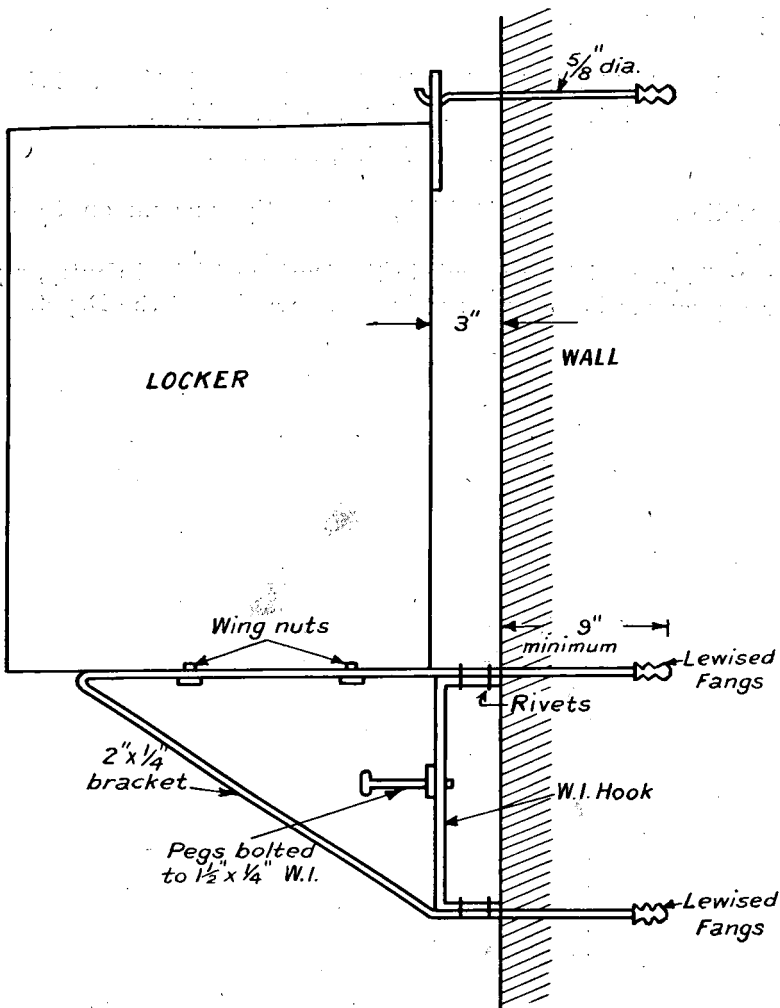 5/8" dia.
3"
WALL
LOCKER
9"
minimum
Wing nuts
Lewised
Fangs
Rivets
2"x1/4"
bracket
W.I. Hook
Pegs bolted
to 1 1/2"x 1/4" W.I.
Lewised
Fangs